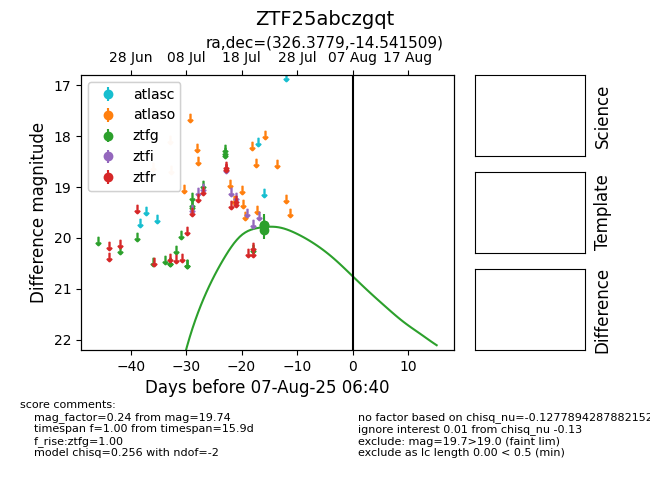 ZTF25abczgqt
ra,dec=(326.3779,-14.541509)
28 Jun 08 Jul 18 Jul 28 Jul 07 Aug 17 Aug
17
18
19
20
21
22
Difference magnitude
atlasc
atlaso
ztfg
ztfi
ztfr
−40 −30 −20 −10 0 10
Days before 07-Aug-25 06:40
Science
Template
Difference
score comments:
mag_factor=0.24 from mag=19.74
timespan f=1.00 from timespan=15.9d
f_rise:ztfg=1.00
model chisq=0.256 with ndof=-2
no factor based on chisq_nu=-0.1277894287882152
ignore interest 0.01 from chisq_nu -0.13
exclude: mag=19.7>19.0 (faint lim)
exclude as lc length 0.00 < 0.5 (min)